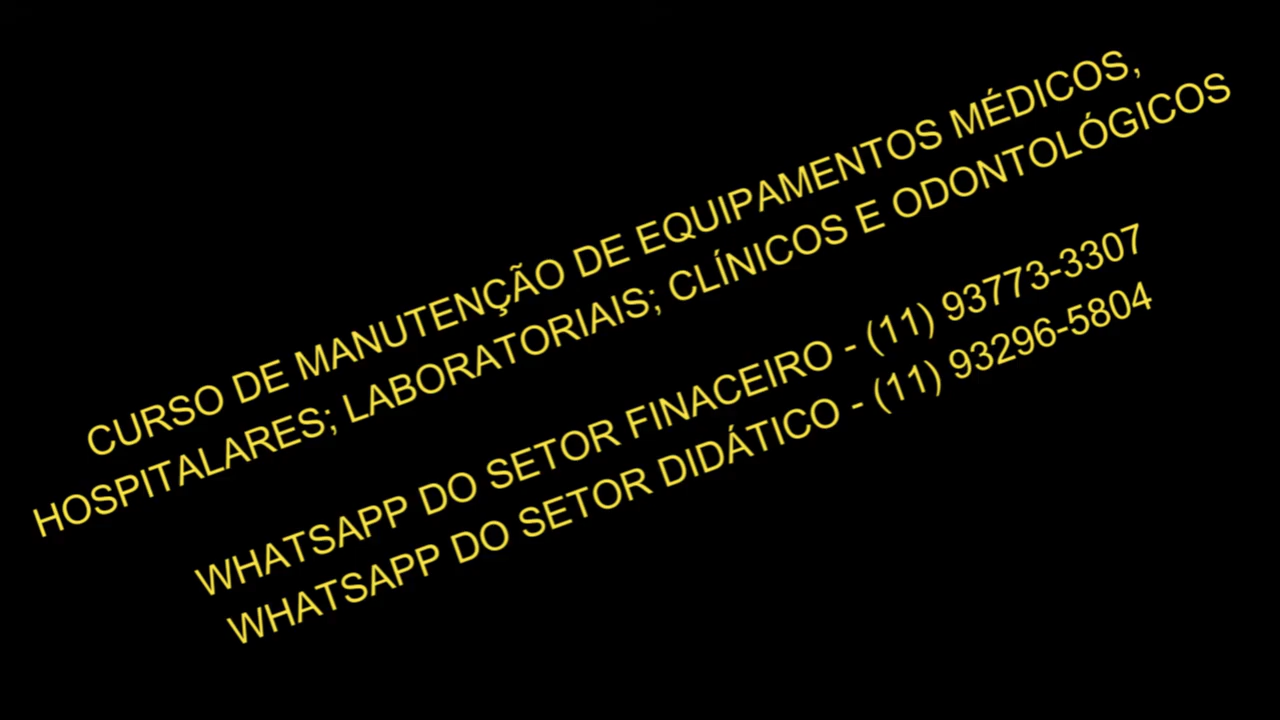 CURSO DE MANUTENÇÃO DE EQUIPAMENTOS MÉDICOS,
HOSPITALARES; LABORATORIAIS; CLÍNICOS E ODONTOLÓGICOS
WHATSAPP DO SETOR FINACEIRO - (11) 93773-3307
WHATSAPP DO SETOR DIDÁTICO - (11) 93296-5804